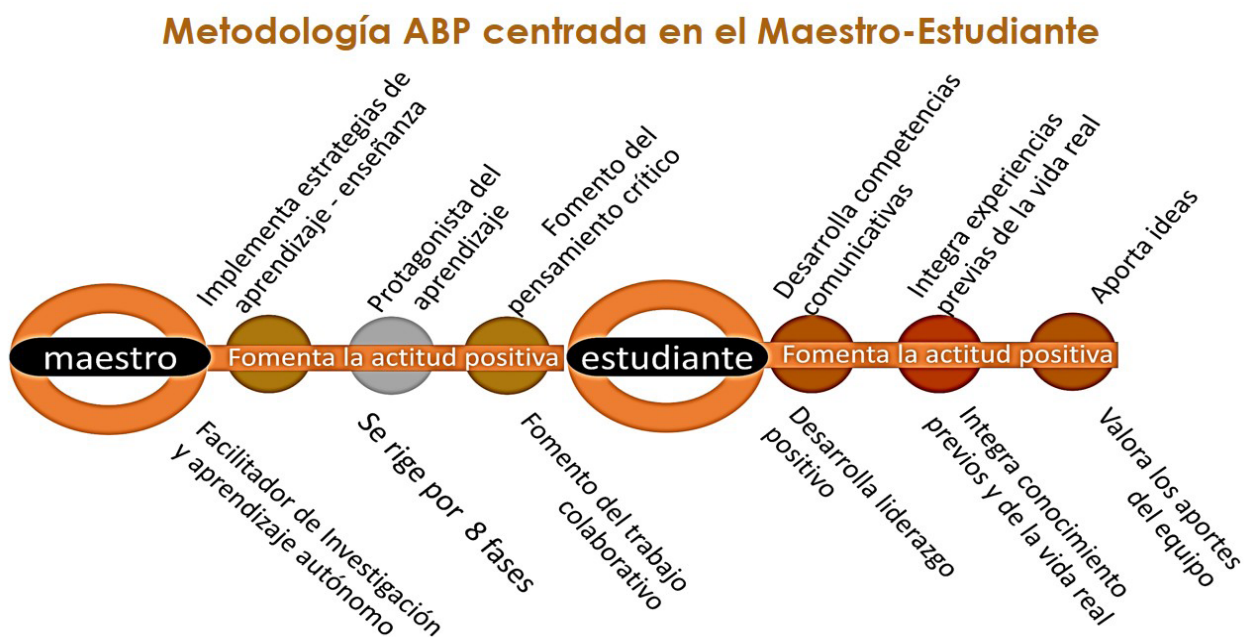 Metodología ABP centrada en el Maestro-Estudiante
Implementa estrategias de
aprendizaje - enseñanza
Protagonista del
aprendizaje
Fomento del
pensamiento crítico
Desarrolla competencias
comunicativas
Integra experiencias
previas de la vida real
Aporta ideas
maestro
Fomenta la actitud positiva
estudiante
Fomenta la actitud positiva
Facilitador de Investigación
y aprendizaje autónomo
Se rige por 8 fases
Fomento del trabajo
colaborativo
Desarrolla liderazgo
positivo
Integra conocimiento
previos y de la vida real
Valora los aportes
del equipo